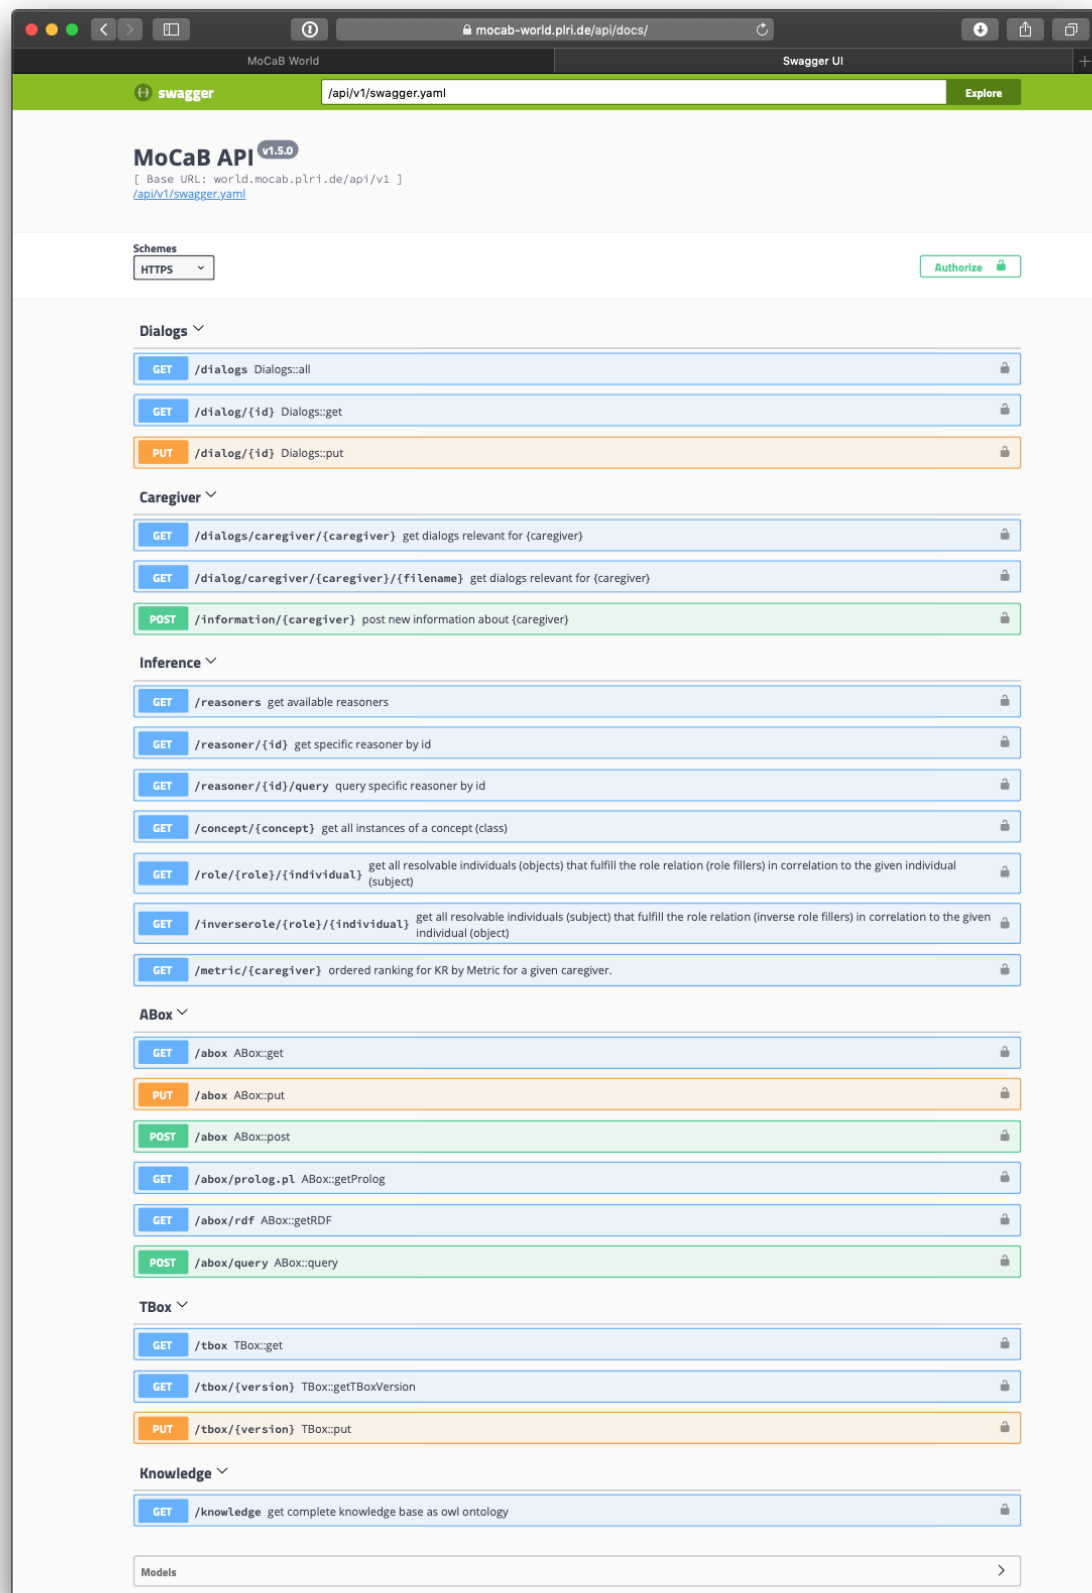 mocab-world.plri.de/api/docs/
MoCaB World
Swagger UI
swagger
/api/v1/swagger.yaml
Explore
MoCaB API v1.5.0
[ Base URL: world.mocab.plri.de/api/v1 ]
/api/v1/swagger.yaml
Schemes
HTTPS
Authorize
Dialogs
GET /dialogs Dialogs::all
GET /dialog/{id} Dialogs::get
PUT /dialog/{id} Dialogs::put
Caregiver
GET /dialogs/caregiver/{caregiver} get dialogs relevant for {caregiver}
GET /dialog/caregiver/{caregiver}/{filename} get dialogs relevant for {caregiver}
POST /information/{caregiver} post new information about {caregiver}
Inference
GET /reasoners get available reasoners
GET /reasoner/{id} get specific reasoner by id
GET /reasoner/{id}/query query specific reasoner by id
GET /concept/{concept} get all instances of a concept (class)
GET /role/{role}/{individual} get all resolvable individuals (objects) that fulfill the role relation (role fillers) in correlation to the given individual
(subject)
GET /inverserole/{role}/{individual} get all resolvable individuals (subject) that fulfill the role relation (inverse role fillers) in correlation to the given
individual (object)
GET /metric/{caregiver} ordered ranking for KR by Metric for a given caregiver.
ABox
GET /abox ABox::get
PUT /abox ABox::put
POST /abox ABox::post
GET /abox/prolog.pl ABox::getProlog
GET /abox/rdf ABox::getRDF
POST /abox/query ABox::query
TBox
GET /tbox TBox::get
GET /tbox/{version} TBox::getTBoxVersion
PUT /tbox/{version} TBox::put
Knowledge
GET /knowledge get complete knowledge base as owl ontology
Models